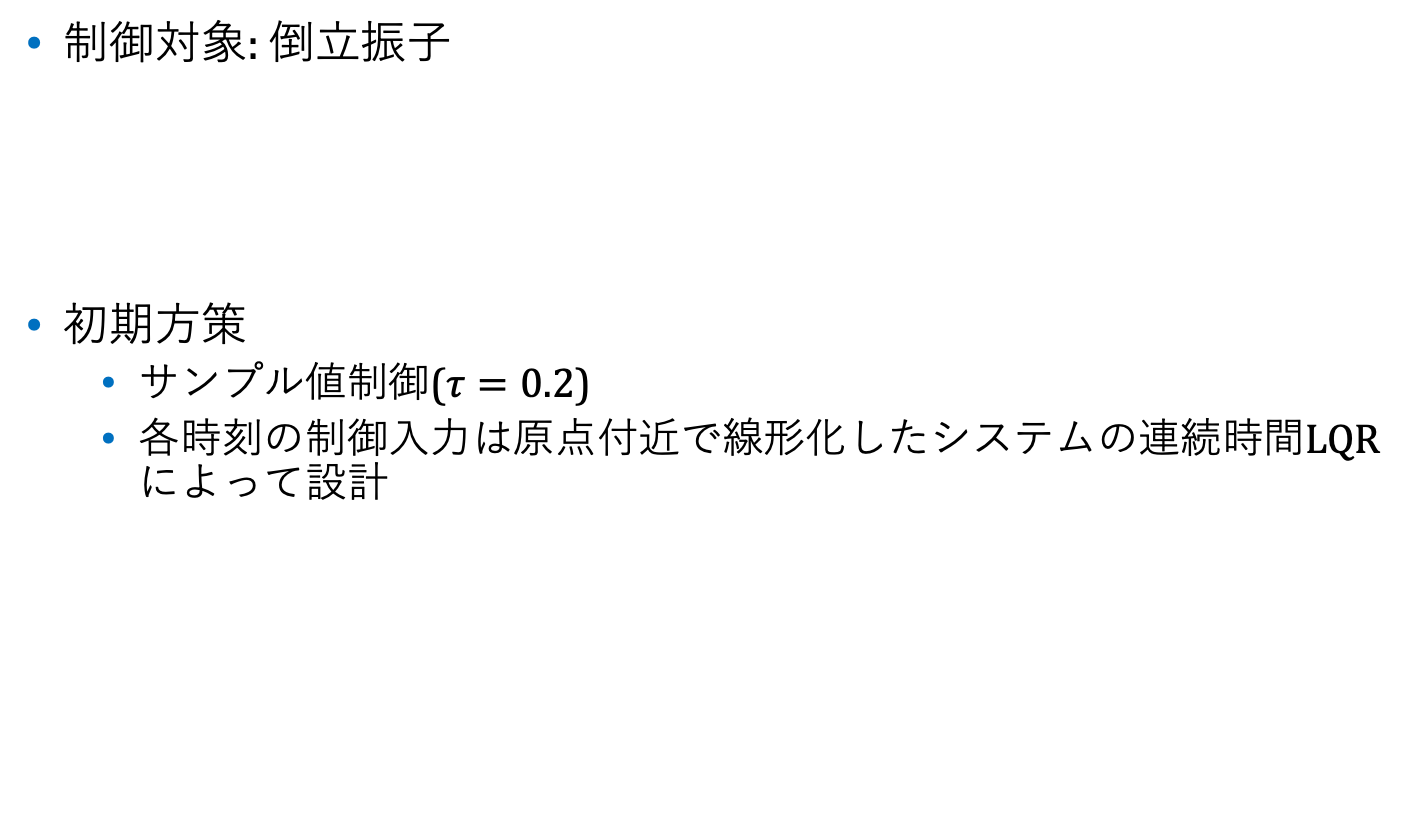 • 制御対象: 倒立振子
• 初期方策
• サンプル値制御(τ = 0.2)
• 各時刻の制御入力は原点付近で線形化したシステムの連続時間LQR
によって設計